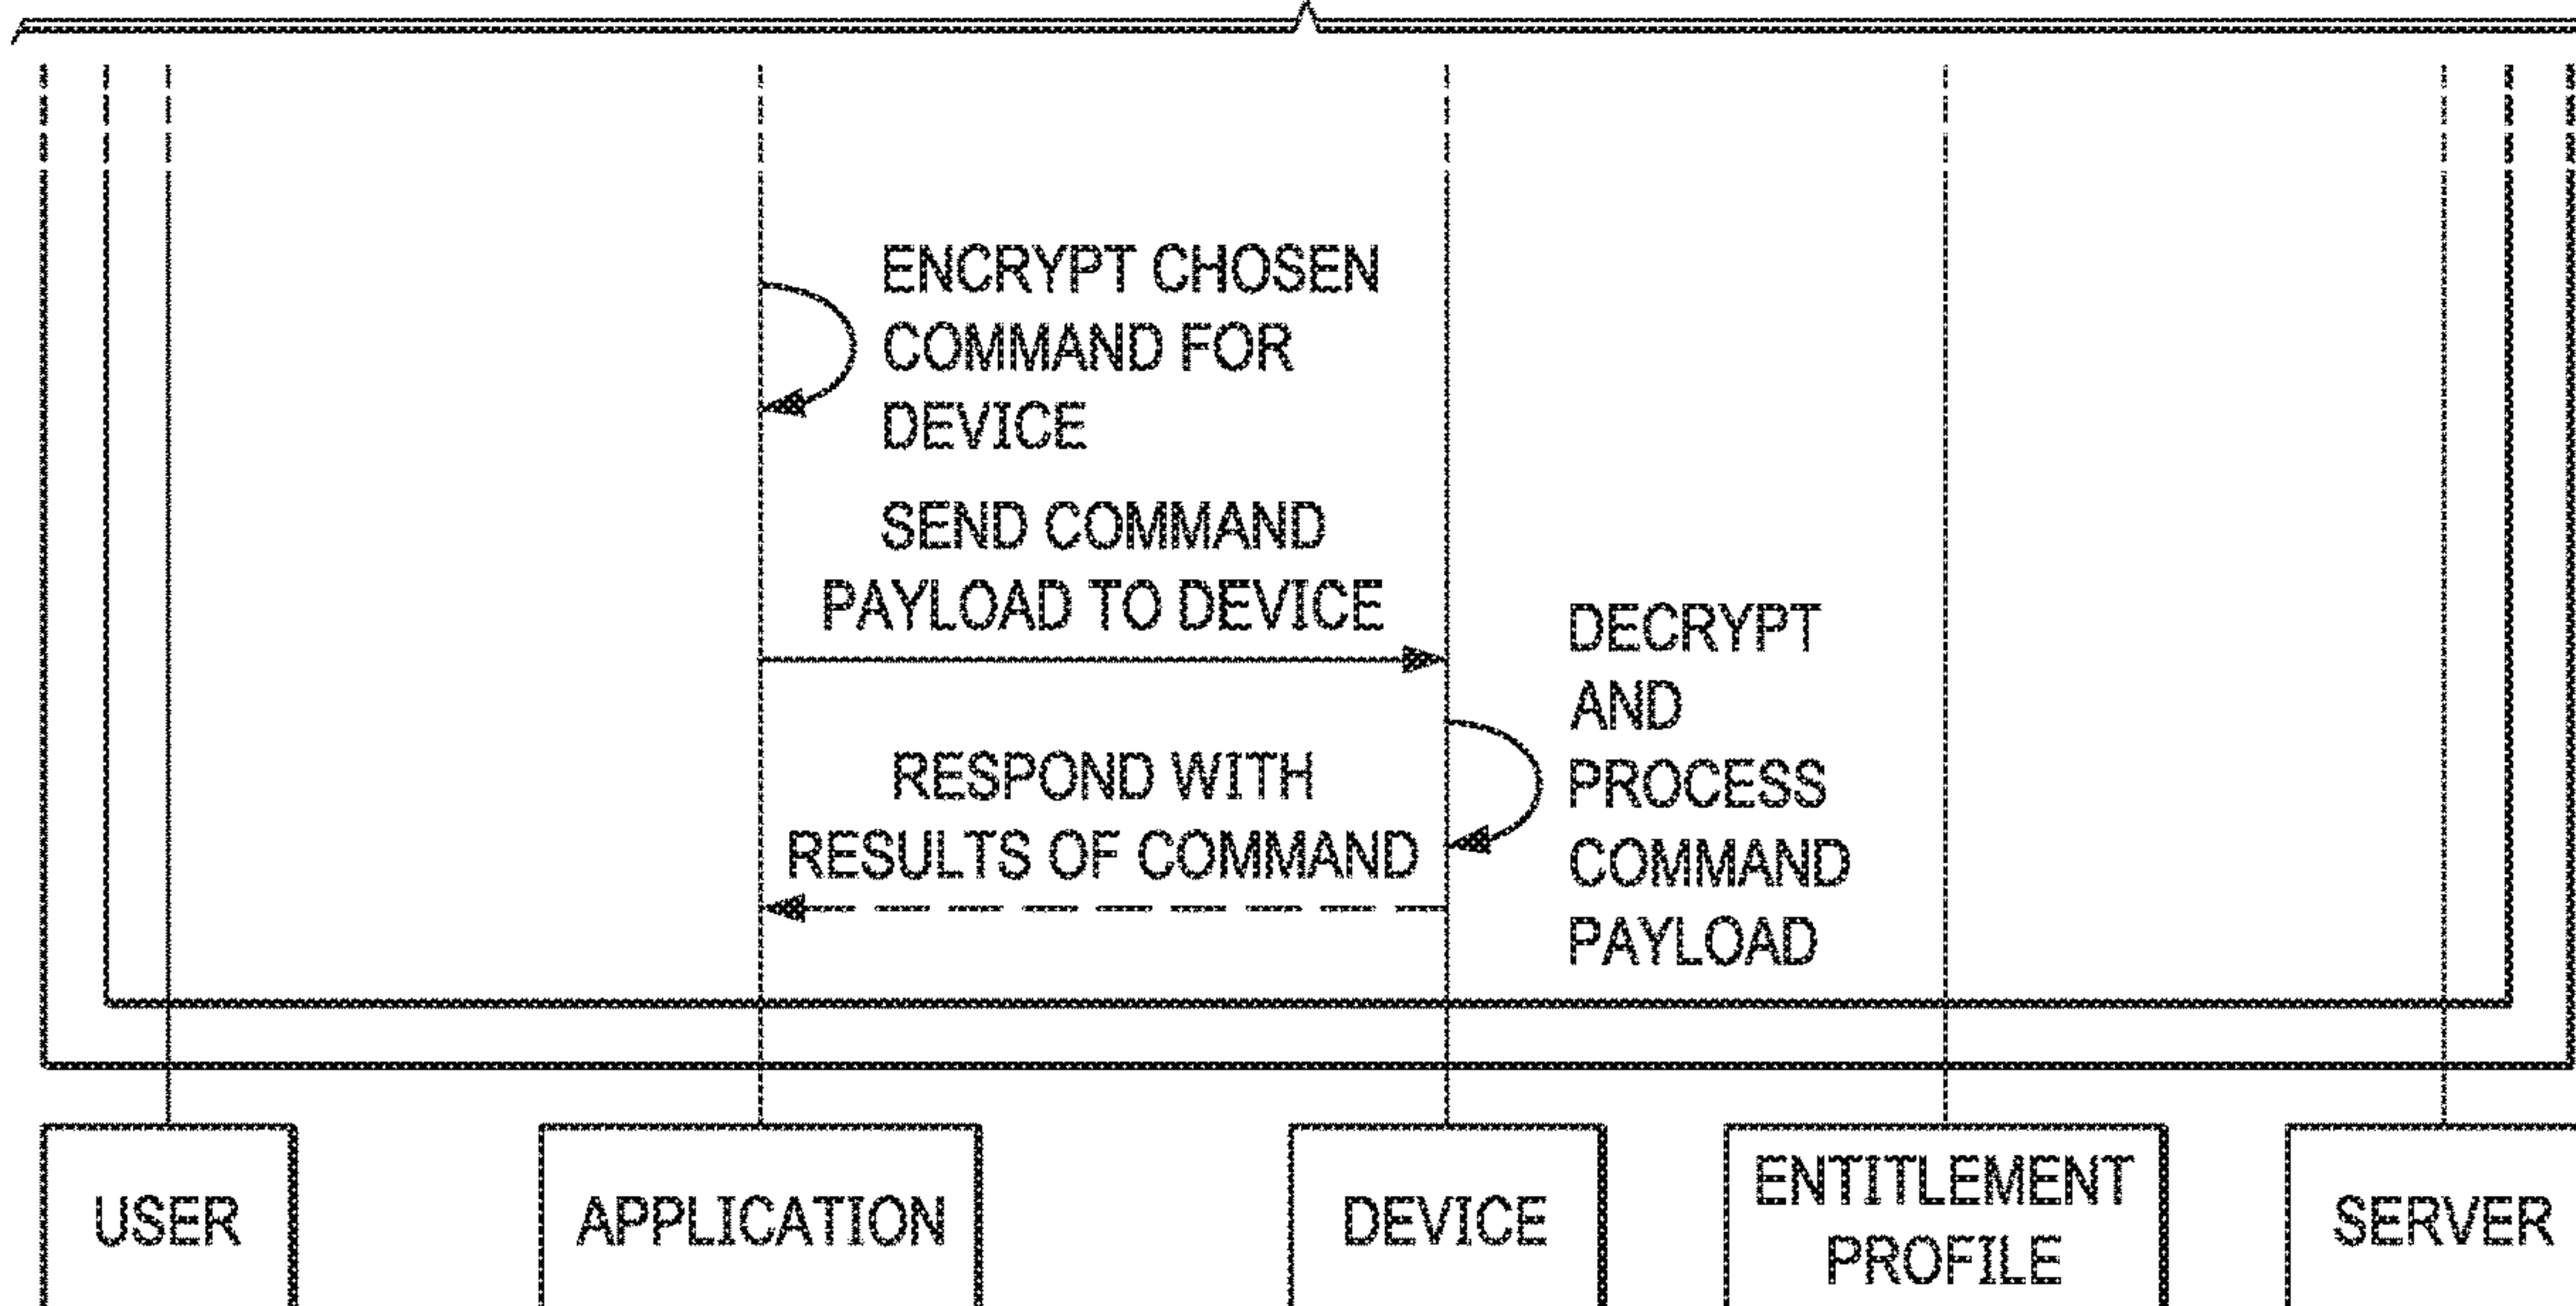 ENCRYPT CHOSEN
COMMAND FOR
DEVICE
SEND COMMAND
PAYLOAD TO DEVICE
DECRYPT
AND
PROCESS
COMMAND
PAYLOAD
RESPOND WITH
RESULTS OF COMMAND
USER
APPLICATION
DEVICE
ENTITLEMENT
PROFILE
SERVER